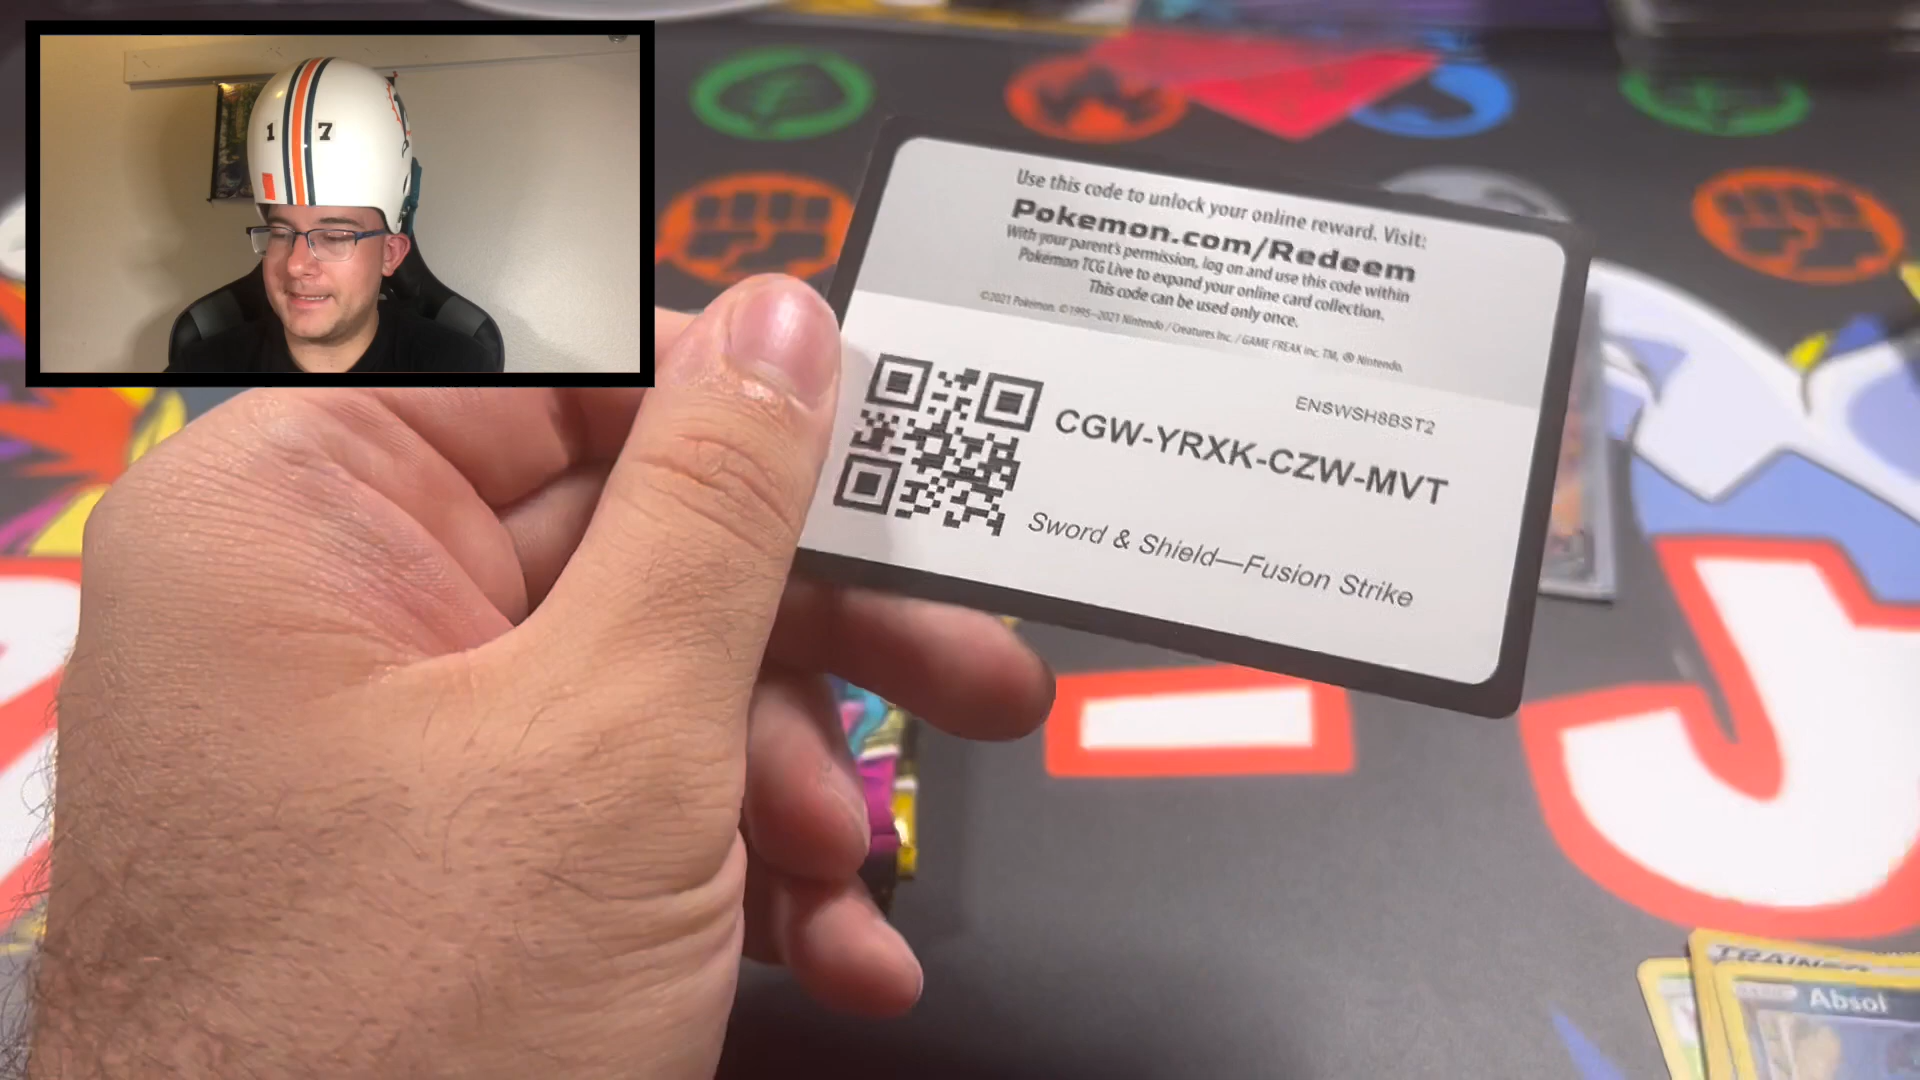 1 7
Use this code to unlock your online reward. Visit:
Pokemon.com/Redeem
With your parent's permission, log on and use this code within
Pokémon TCG Live to expand your online card collection.
This code can be used only once.
©2021 Pokémon. ©1995–2021 Nintendo / Creatures Inc. / GAME FREAK inc. TM, ® Nintendo.
ENSWSH8BST2
CGW-YRXK-CZW-MVT
Sword & Shield—Fusion Strike
TRAINER
Absol